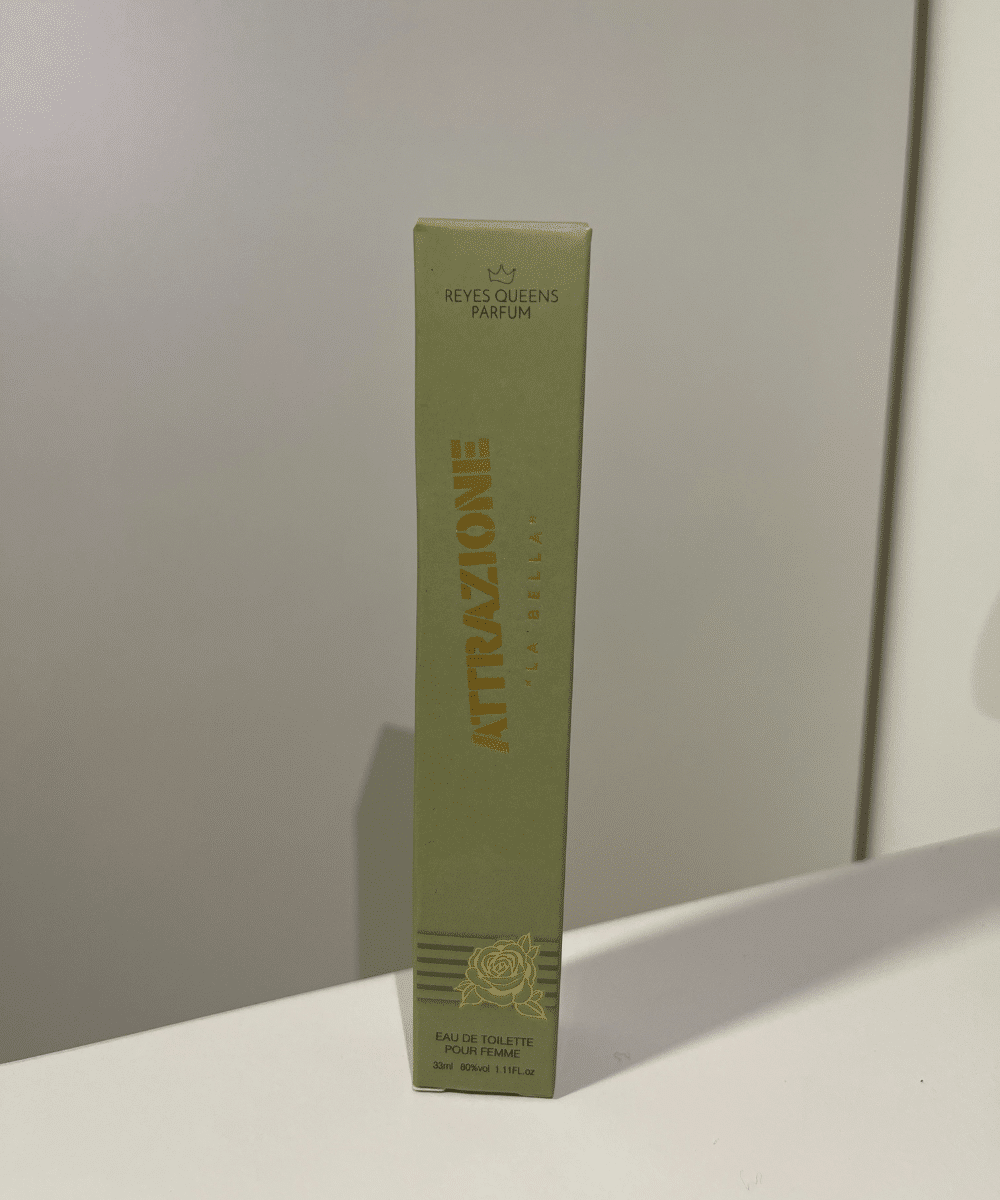 REYES QUEENS
PARFUM
ATTRAZIONE
"LA'BELLA"
EAU DE TOILETTE
POUR FEMME
33ml 80%vol 1.11FL.oz